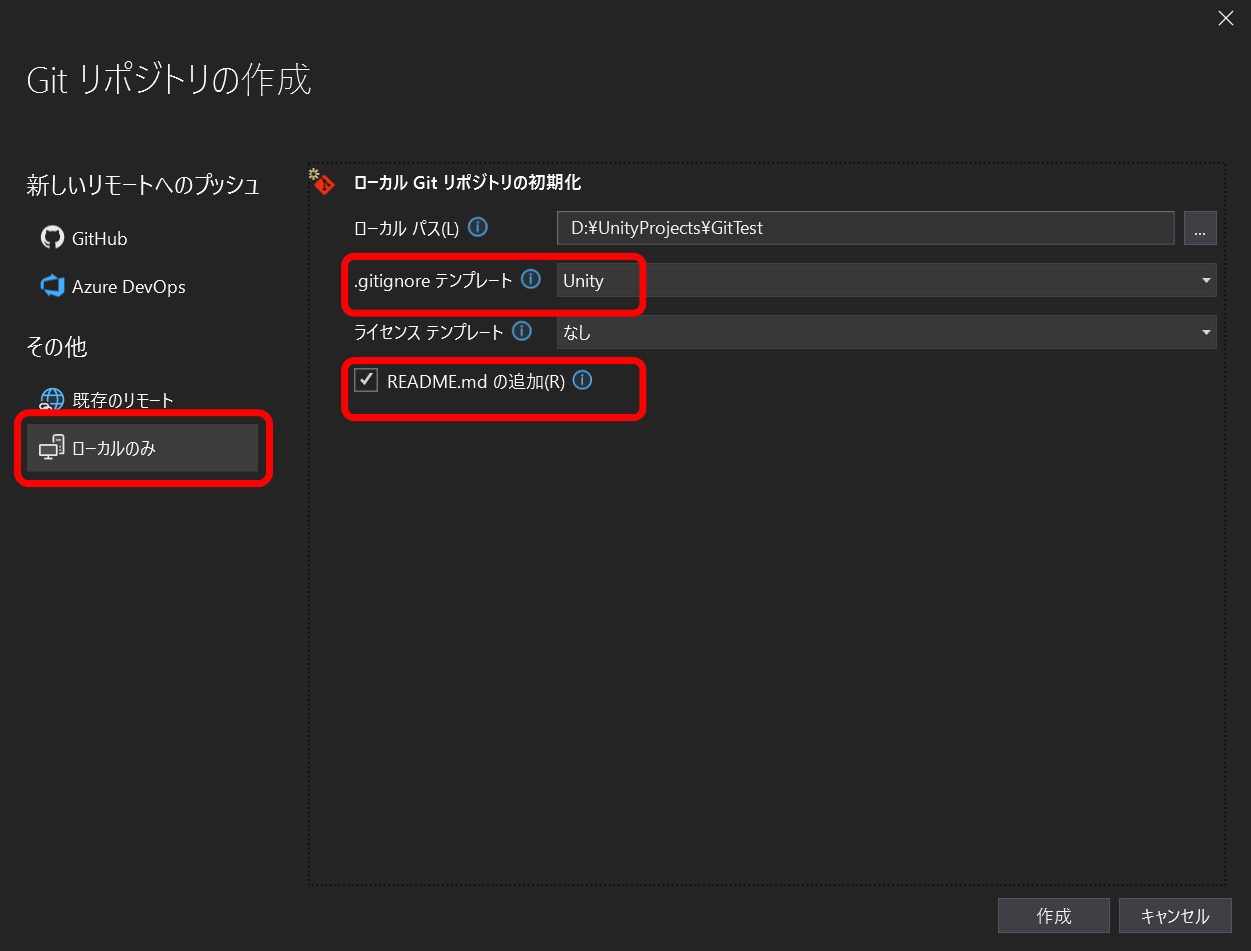 Git リポジトリの作成
新しいリモートへのプッシュ
GitHub
Azure DevOps
その他
既存のリモート
ローカルのみ
ローカル Git リポジトリの初期化
ローカル パス(L)
D:¥UnityProjects¥GitTest
...
.gitignore テンプレート
Unity
ライセンス テンプレート
なし
README.md の追加(R)
作成
キャンセル